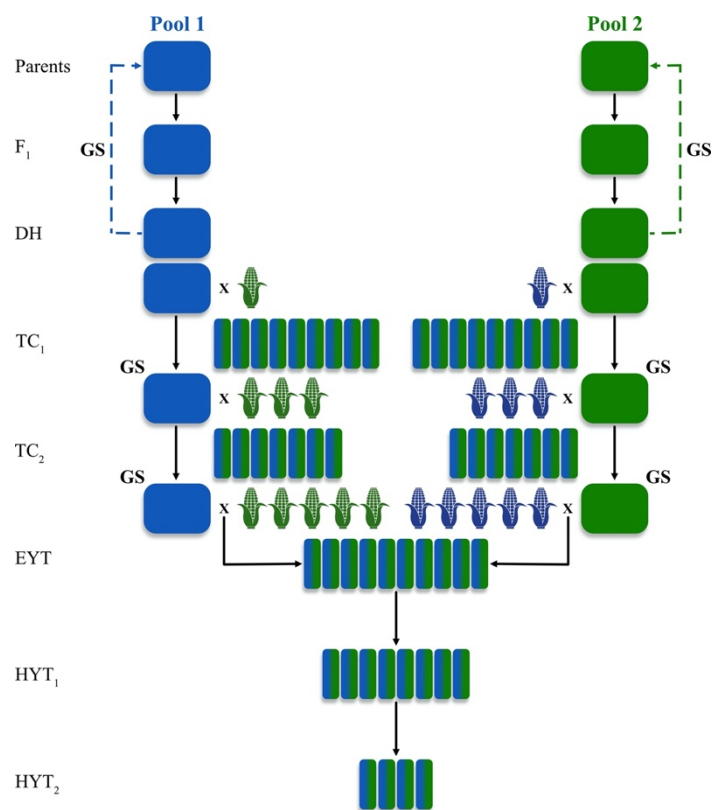 Pool 1 Pool 2
Parents
GS F₁ GS
DH
x x
TC₁
GS GS
x x
TC₂
GS GS
x x
EYT
HYT₁
HYT₂